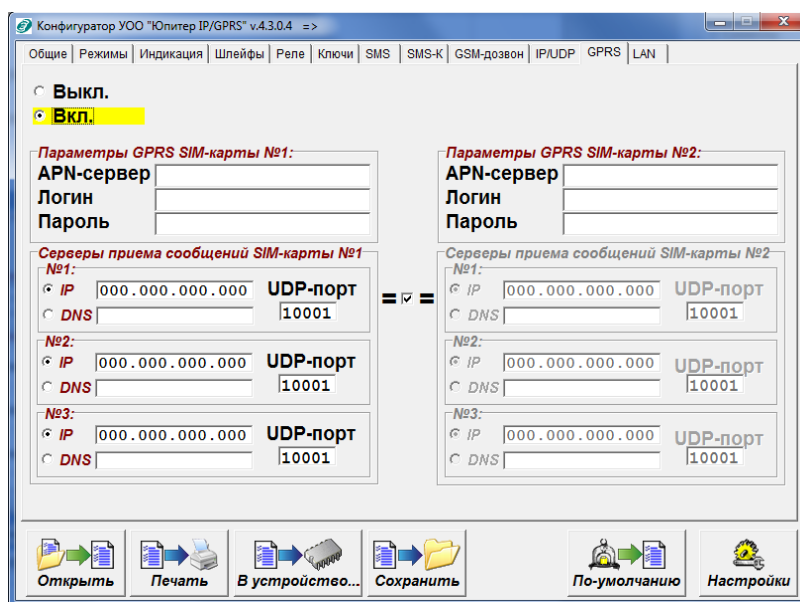 Конфигуратор УОО "Юпитер IP/GPRS" v.4.3.0.4 =>
Общие Режимы Индикация Шлейфы Реле Ключи SMS SMS-K GSM-дозвон IP/UDP GPRS LAN
Выкл.
Вкл.
Параметры GPRS SIM-карты №1:
APN-сервер
Логин
Пароль
Параметры GPRS SIM-карты №2:
APN-сервер
Логин
Пароль
Серверы приема сообщений SIM-карты №1
№1:
IP 000.000.000.000 UDP-порт
DNS 10001
№2:
IP 000.000.000.000 UDP-порт
DNS 10001
№3:
IP 000.000.000.000 UDP-порт
DNS 10001
= =
Серверы приема сообщений SIM-карты №2
№1:
IP 000.000.000.000 UDP-порт
DNS 10001
№2:
IP 000.000.000.000 UDP-порт
DNS 10001
№3:
IP 000.000.000.000 UDP-порт
DNS 10001
Открыть Печать В устройство... Сохранить По-умолчанию Настройки